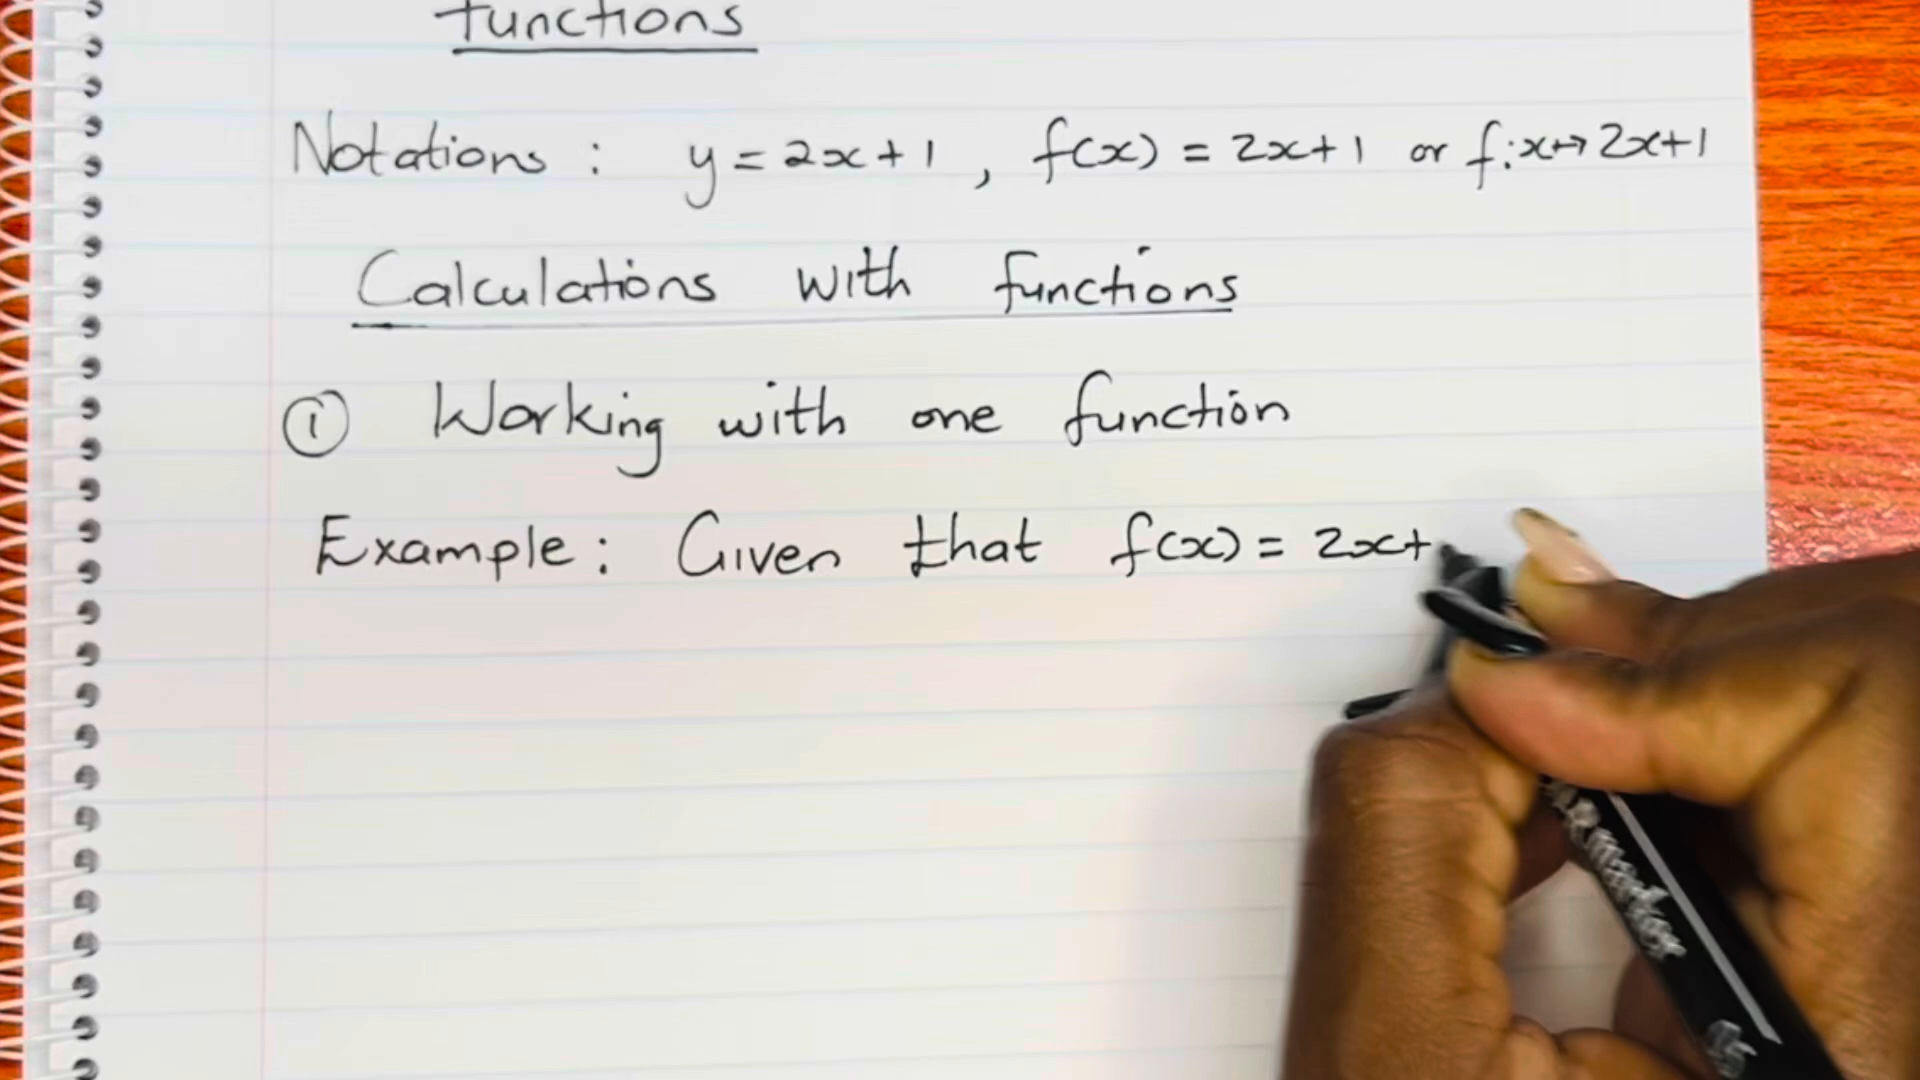 functions
Notations : y = 2x + 1 , f(x) = 2x+1 or f:x↦2x+1
Calculations with functions
① Working with one function
Example : Given that f(x) = 2x+